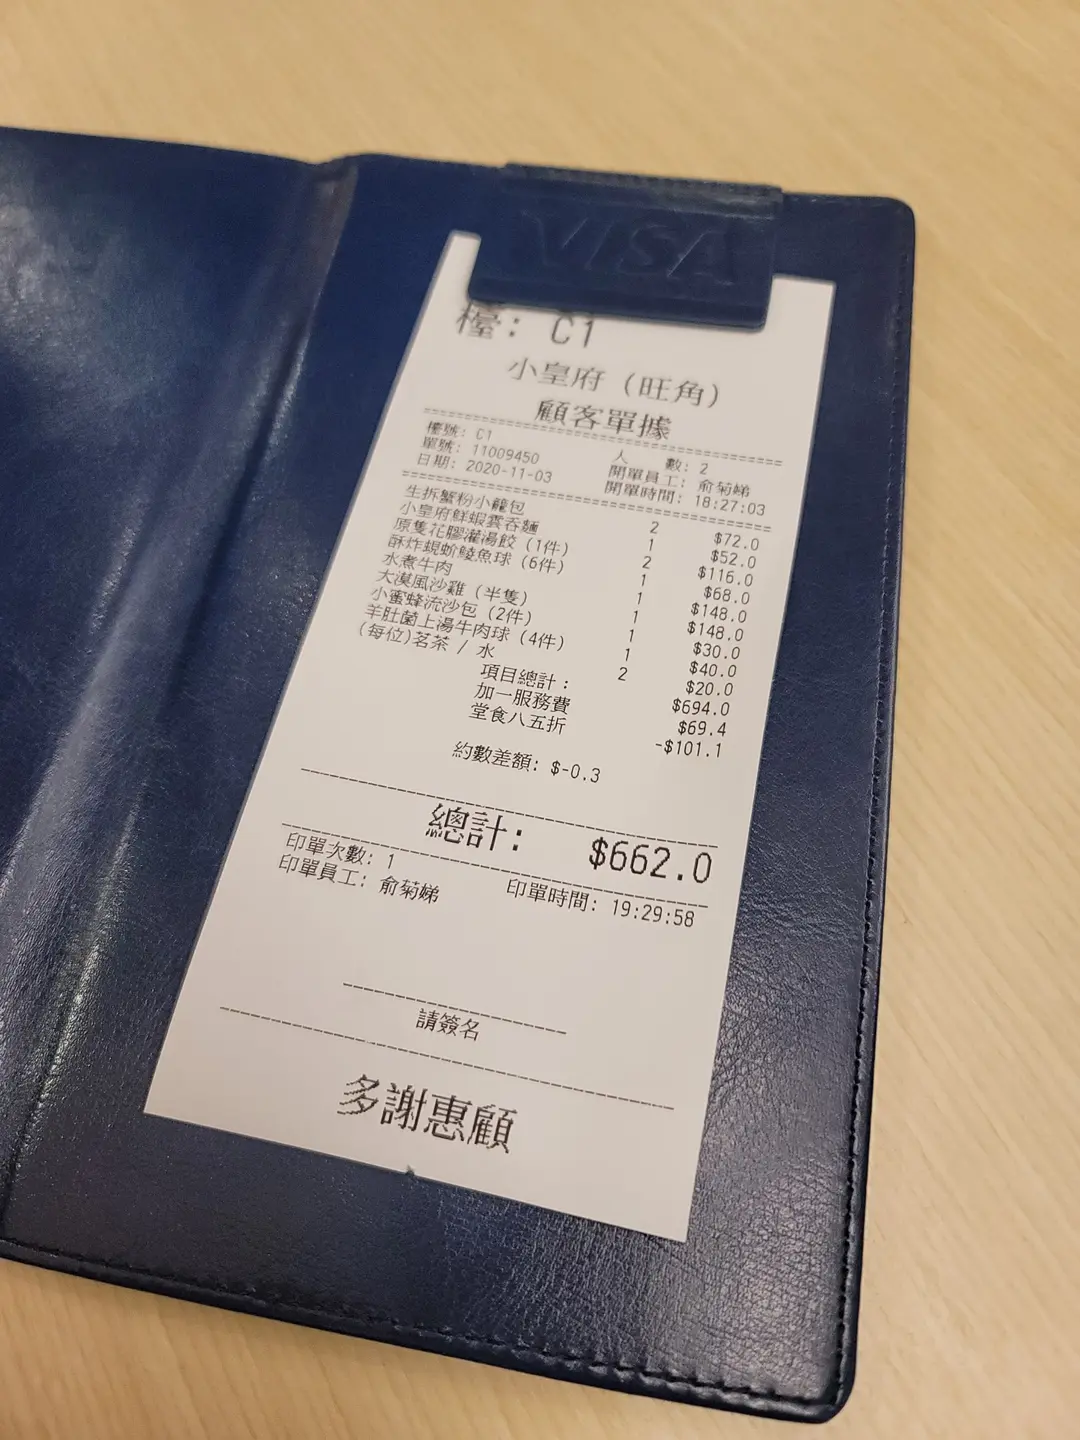 VISA
檯: C1
小皇府 (旺角)
顧客單據
檯號: C1 人 數: 2
單號: 11009450 開單員工: 俞菊娣
日期: 2020-11-03 開單時間: 18:27:03
生拆蟹粉小籠包 2 $72.0
小皇府鮮蝦雲吞麵 1 $52.0
原隻花膠灌湯餃 (1件) 2 $116.0
酥炸蜆蚧鯪魚球 (6件) 1 $68.0
水煮牛肉 1 $148.0
大漠風沙雞 (半隻) 1 $148.0
小蜜蜂流沙包 (2件) 1 $30.0
羊肚菌上湯牛肉球 (4件) 1 $40.0
(每位)茗茶 / 水 2 $20.0
項目總計: $694.0
加一服務費 $69.4
堂食八五折 -$101.1
約數差額: $-0.3
總計: $662.0
印單次數: 1
印單員工: 俞菊娣 印單時間: 19:29:58
請簽名
多謝惠顧